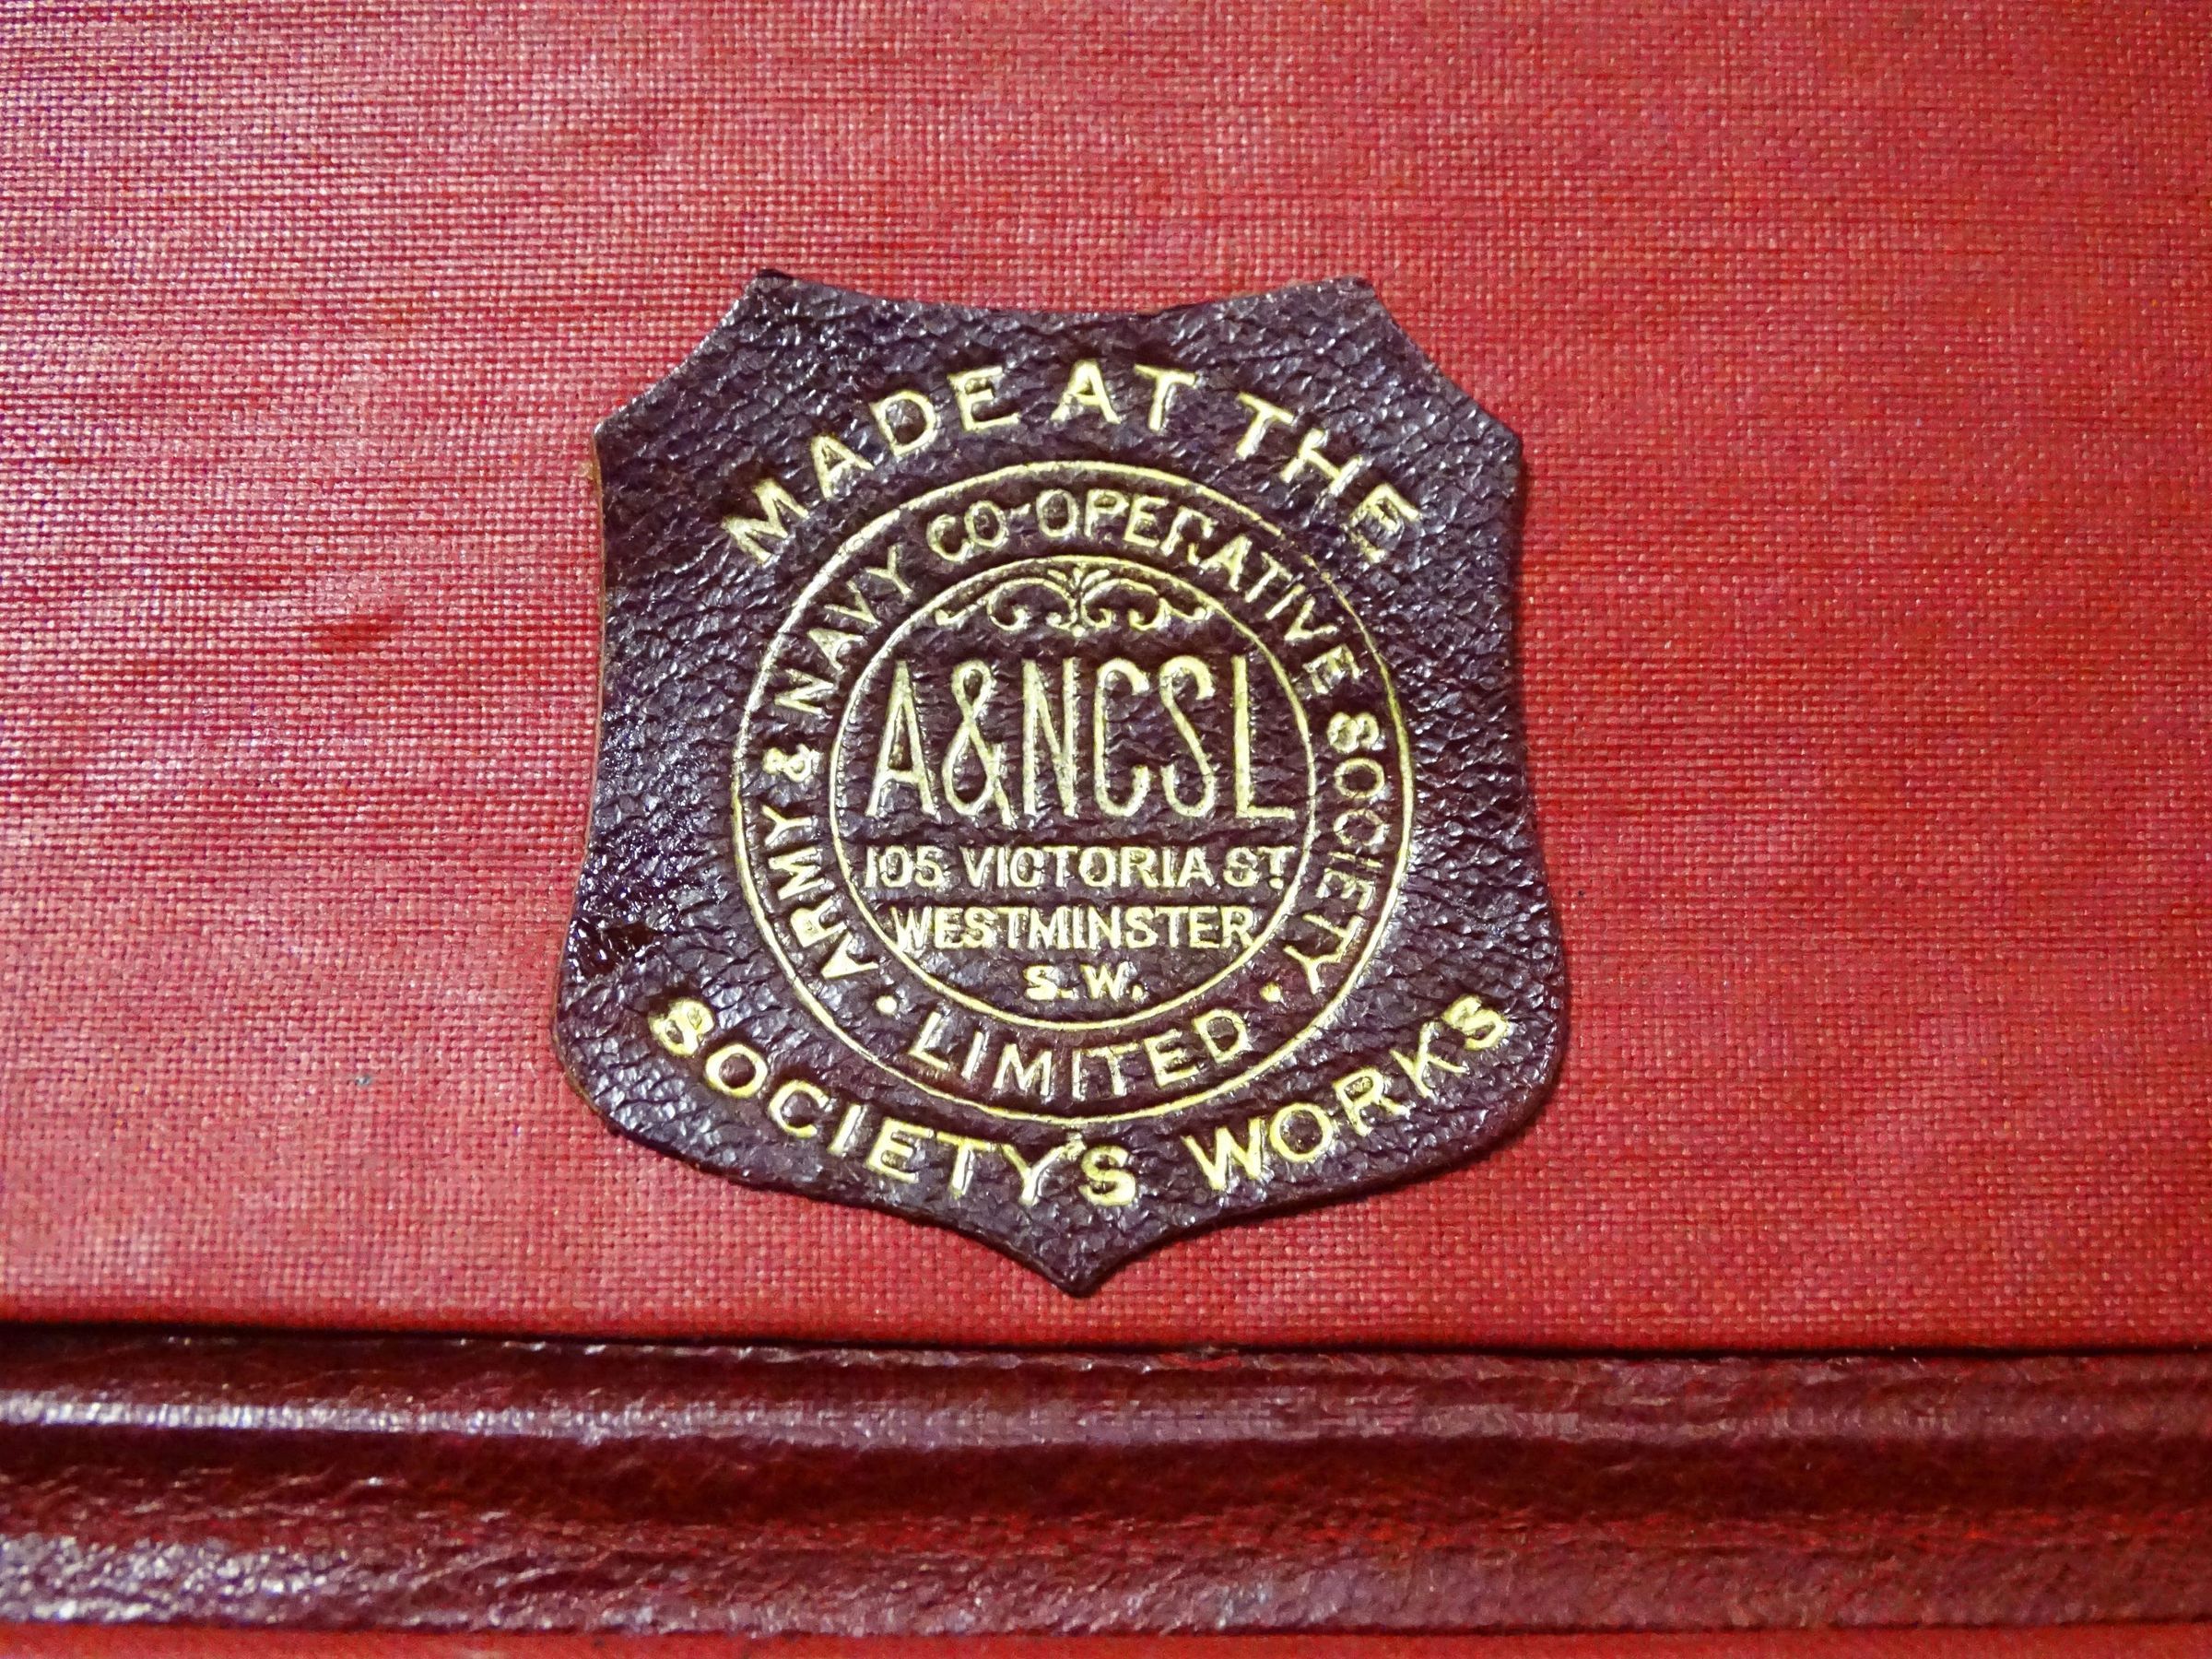 MADE AT THE
ARMY & NAVY CO-OPERATIVE SOCIETY
A&NCSL
105 VICTORIA ST
WESTMINSTER
S.W.
· LIMITED ·
SOCIETY'S WORKS